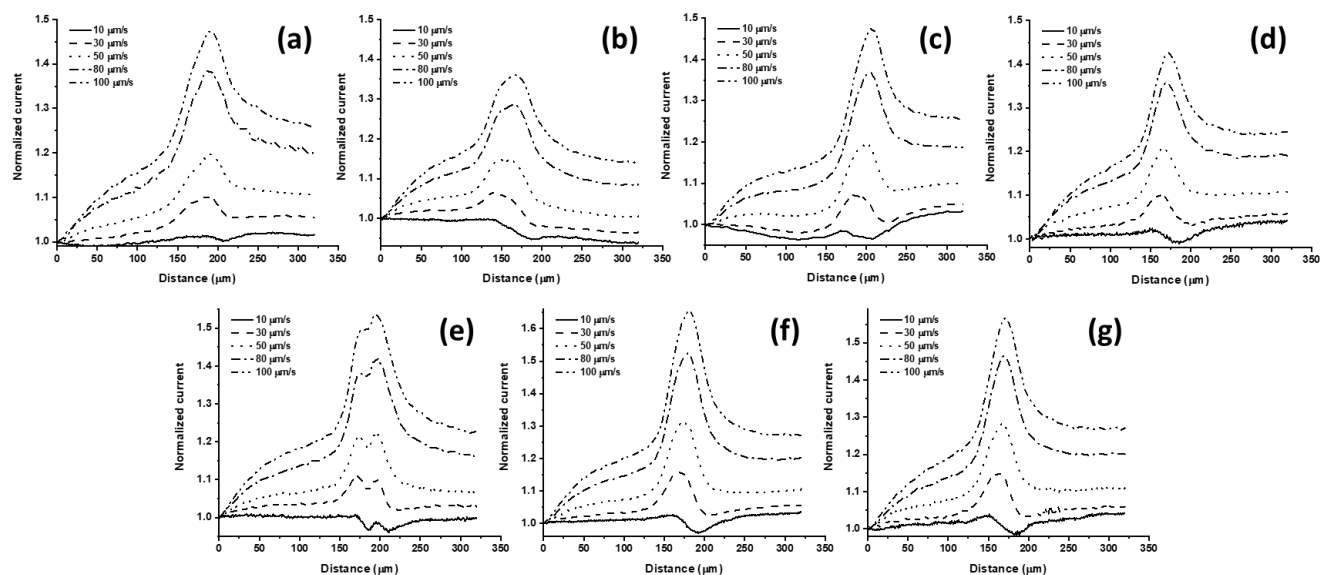 (a)
10 μm/s
30 μm/s
50 μm/s
80 μm/s
100 μm/s
Normalized current
1.5
1.4
1.3
1.2
1.1
1.0
0 50 100 150 200 250 300 350
Distance (μm)
(b)
10 μm/s
30 μm/s
50 μm/s
80 μm/s
100 μm/s
Normalized current
1.5
1.4
1.3
1.2
1.1
1.0
0 50 100 150 200 250 300 350
Distance (μm)
(c)
10 μm/s
30 μm/s
50 μm/s
80 μm/s
100 μm/s
Normalized current
1.5
1.4
1.3
1.2
1.1
1.0
0 50 100 150 200 250 300 350
Distance (μm)
(d)
10 μm/s
30 μm/s
50 μm/s
80 μm/s
100 μm/s
Normalized current
1.5
1.4
1.3
1.2
1.1
1.0
0 50 100 150 200 250 300 350
Distance (μm)
(e)
10 μm/s
30 μm/s
50 μm/s
80 μm/s
100 μm/s
Normalized current
1.5
1.4
1.3
1.2
1.1
1.0
0 50 100 150 200 250 300 350
Distance (μm)
(f)
10 μm/s
30 μm/s
50 μm/s
80 μm/s
100 μm/s
Normalized current
1.6
1.5
1.4
1.3
1.2
1.1
1.0
0 50 100 150 200 250 300 350
Distance (μm)
(g)
10 μm/s
30 μm/s
50 μm/s
80 μm/s
100 μm/s
Normalized current
1.5
1.4
1.3
1.2
1.1
1.0
0 50 100 150 200 250 300 350
Distance (μm)